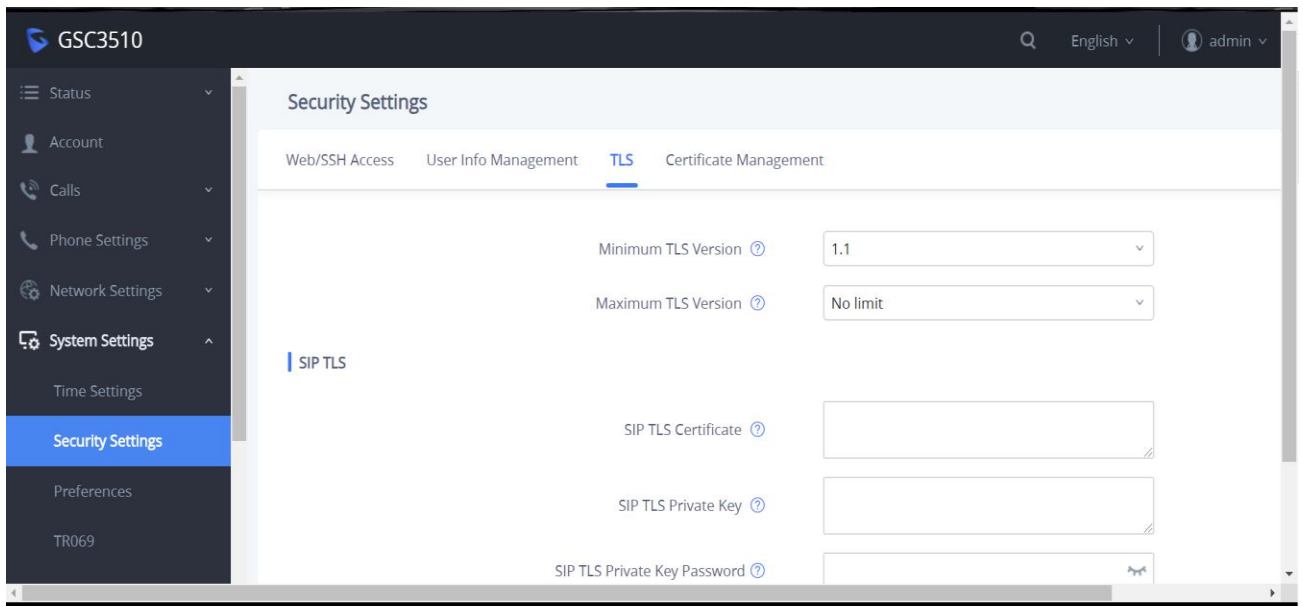 GSC3510
English
admin
Status
Account
Calls
Phone Settings
Network Settings
System Settings
Time Settings
Security Settings
Preferences
TR069
Security Settings
Web/SSH Access User Info Management TLS Certificate Management
Minimum TLS Version ? 1.1
Maximum TLS Version ? No limit
SIP TLS
SIP TLS Certificate ?
SIP TLS Private Key ?
SIP TLS Private Key Password ?